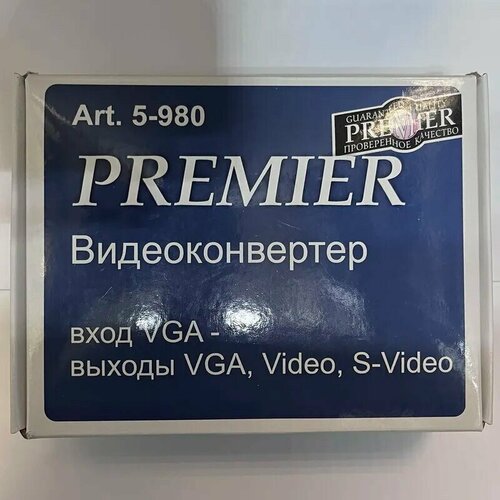 Art. 5-980
GUARANTEED QUALITY
PREMIER
ПРОВЕРЕННОЕ КАЧЕСТВО
PREMIER
Видеоконвертер
вход VGA -
выходы VGA, Video, S-Video